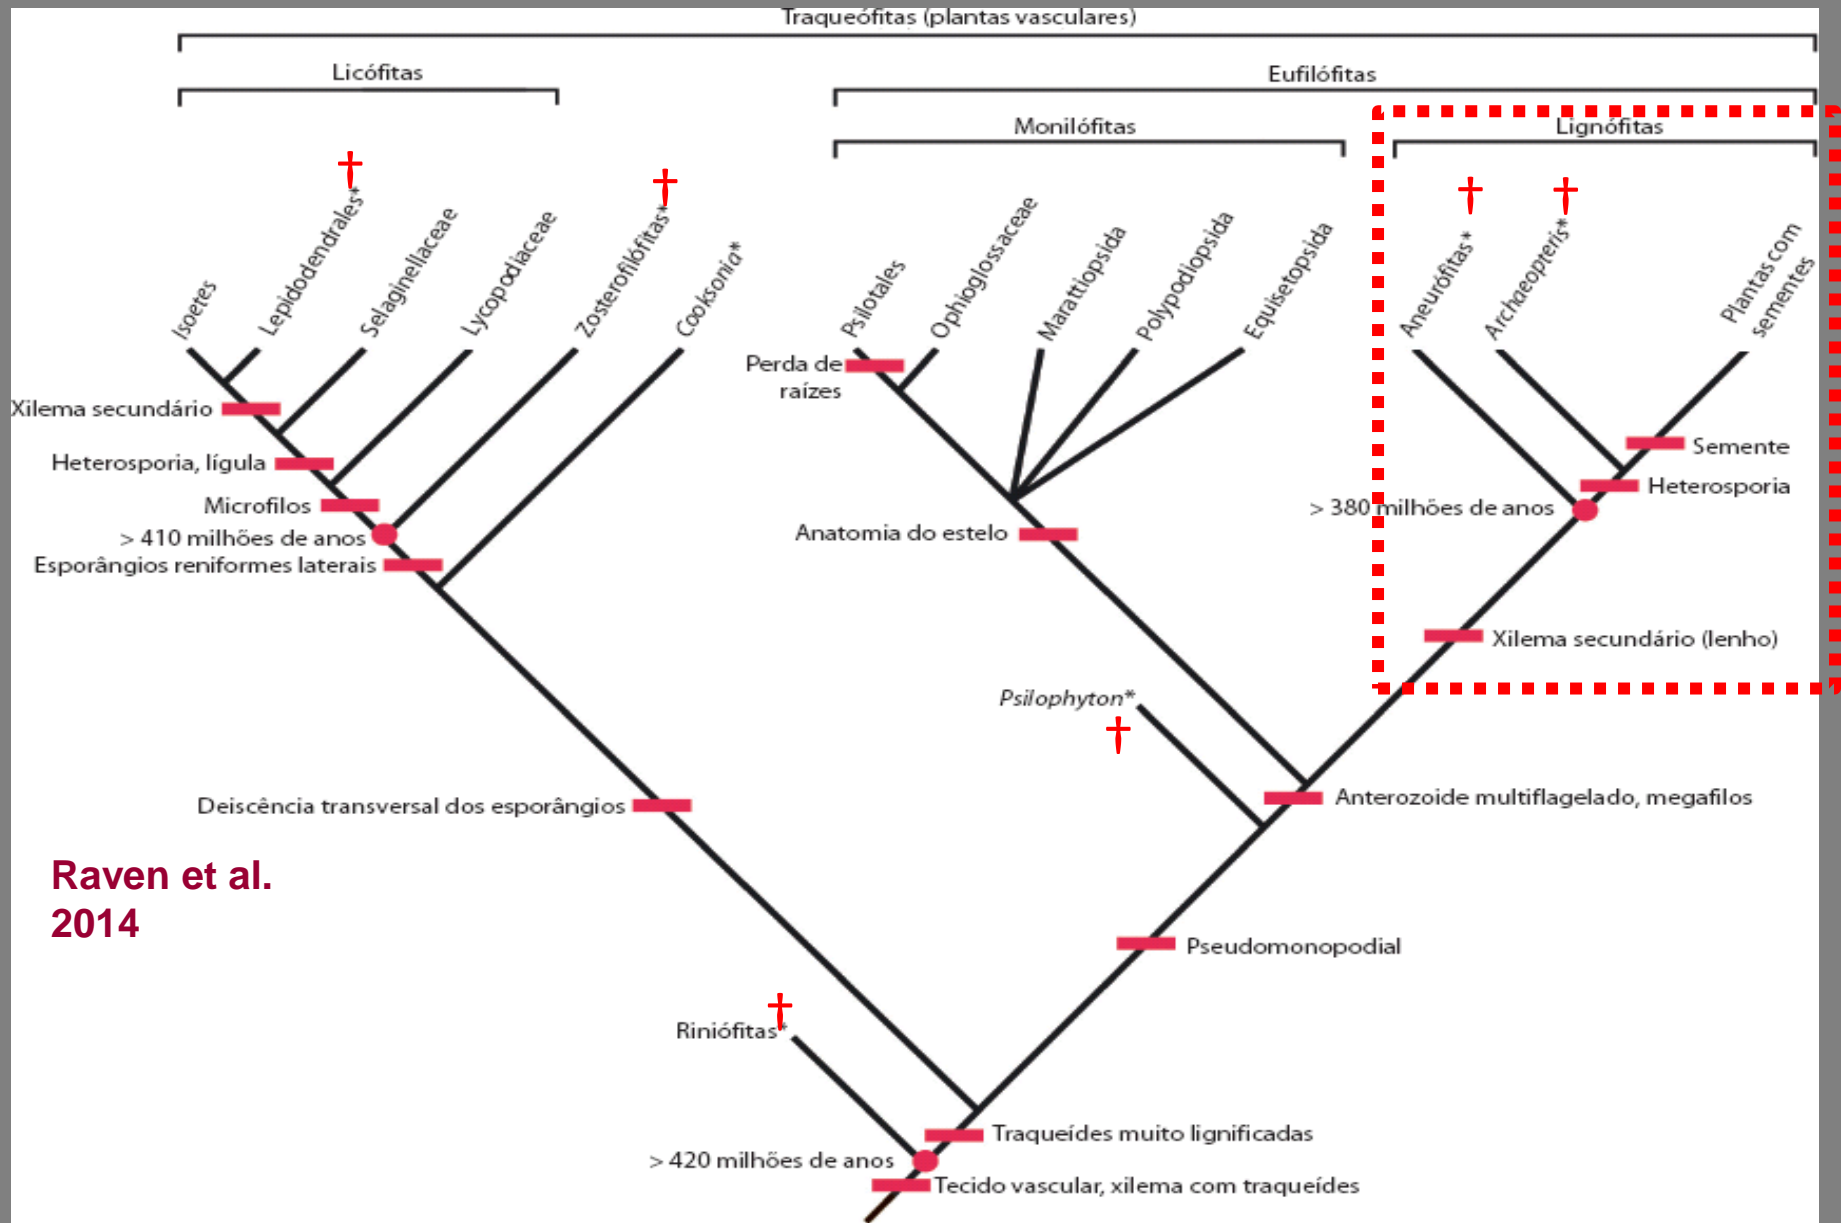 Traqueófitas (plantas vasculares)
Licófitas
Eufilófitas
Monilófitas
Lignófitas
†
†
†
†
Isoetes
Lepidodendrales*
Selaginellaceae
Lycopodiaceae
Zosterofilófitas*
Cooksonia*
Psilotales
Ophioglossaceae
Marattiopsida
Polypodiopsida
Equisetopsida
Aneurófitas*
Archaeopteris*
Plantas com
sementes
Perda de
raízes
Xilema secundário
Semente
Heterosporia, lígula
Heterosporia
Microfilos
> 380 milhões de anos
> 410 milhões de anos
Anatomia do estelo
Esporângios reniformes laterais
Xilema secundário (lenho)
Psilophyton*
†
Deiscência transversal dos esporângios
Anterozoide multiflagelado, megafilos
Raven et al.
2014
Pseudomonopodial
†
Riniófitas*
Traqueídes muito lignificadas
> 420 milhões de anos
Tecido vascular, xilema com traqueídes